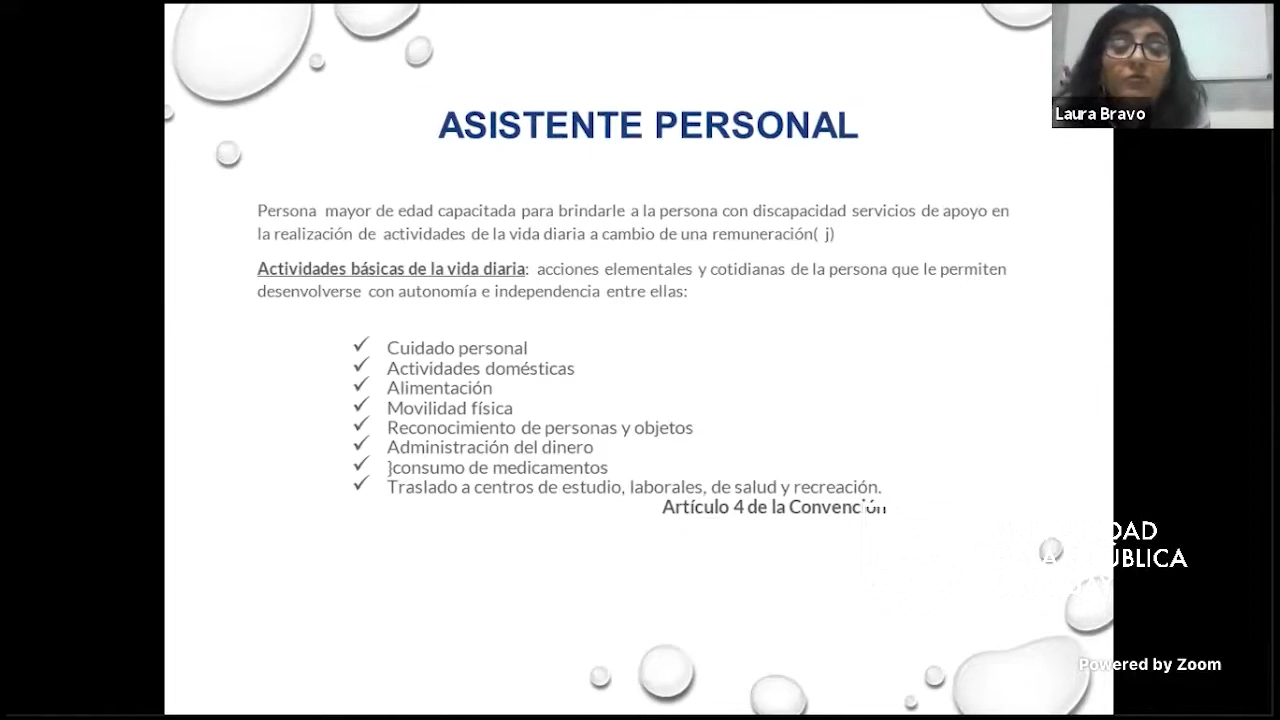 ASISTENTE PERSONAL
Laura Bravo
Persona mayor de edad capacitada para brindarle a la persona con discapacidad servicios de apoyo en
la realización de actividades de la vida diaria a cambio de una remuneración( j)
Actividades básicas de la vida diaria: acciones elementales y cotidianas de la persona que le permiten
desenvolverse con autonomía e independencia entre ellas:
Cuidado personal
Actividades domésticas
Alimentación
Movilidad física
Reconocimiento de personas y objetos
Administración del dinero
}consumo de medicamentos
Traslado a centros de estudio, laborales, de salud y recreación.
Artículo 4 de la Convención
Powered by Zoom